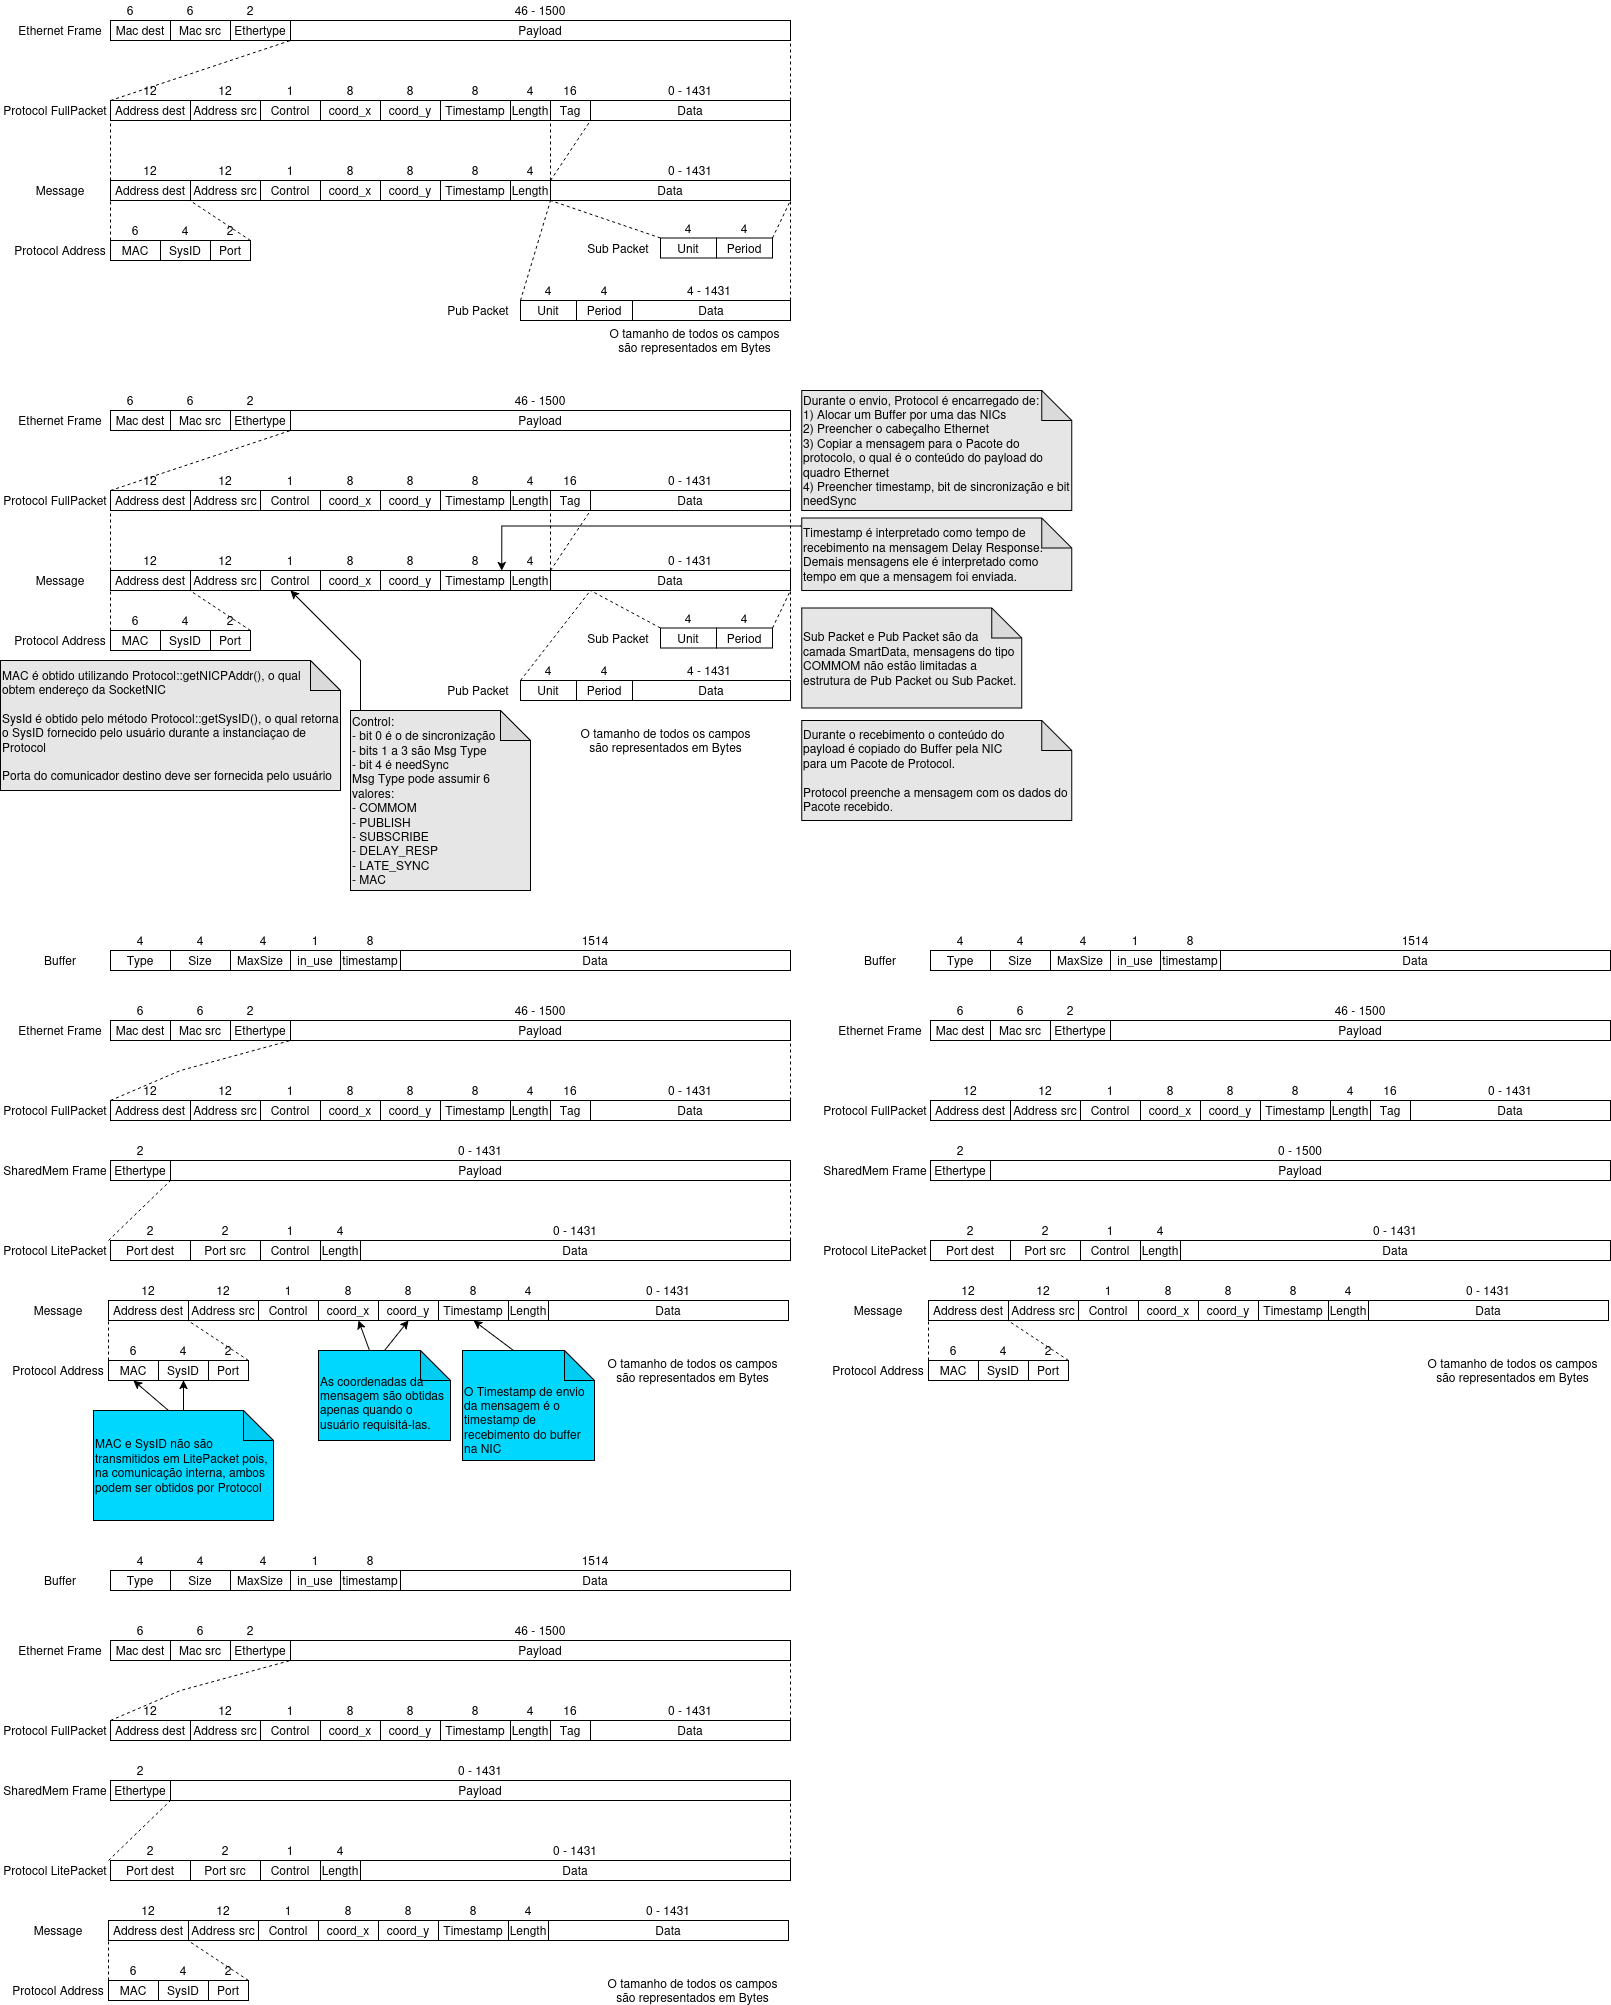 6 6 2 46 - 1500
Ethernet Frame Mac dest Mac src Ethertype Payload
12 12 1 8 8 8 4 16 0 - 1431
Protocol FullPacket Address dest Address src Control coord_x coord_y Timestamp Length Tag Data
12 12 1 8 8 8 4 0 - 1431
Message Address dest Address src Control coord_x coord_y Timestamp Length Data
6 4 2
Protocol Address MAC SysID Port
4 4
Sub Packet Unit Period
4 4 4 - 1431
Pub Packet Unit Period Data
O tamanho de todos os campos
são representados em Bytes
6 6 2 46 - 1500
Ethernet Frame Mac dest Mac src Ethertype Payload
12 12 1 8 8 8 4 16 0 - 1431
Protocol FullPacket Address dest Address src Control coord_x coord_y Timestamp Length Tag Data
12 12 1 8 8 8 4 0 - 1431
Message Address dest Address src Control coord_x coord_y Timestamp Length Data
6 4 2
Protocol Address MAC SysID Port
4 4
Sub Packet Unit Period
4 4 4 - 1431
Pub Packet Unit Period Data
O tamanho de todos os campos
são representados em Bytes
Durante o envio, Protocol é encarregado de:
1) Alocar um Buffer por uma das NICs
2) Preencher o cabeçalho Ethernet
3) Copiar a mensagem para o Pacote do
protocolo, o qual é o conteúdo do payload do
quadro Ethernet
4) Preencher timestamp, bit de sincronização e bit
needSync
Timestamp é interpretado como tempo de
recebimento na mensagem Delay Response.
Demais mensagens ele é interpretado como
tempo em que a mensagem foi enviada.
Sub Packet e Pub Packet são da
camada SmartData, mensagens do tipo
COMMOM não estão limitadas a
estrutura de Pub Packet ou Sub Packet.
Durante o recebimento o conteúdo do
payload é copiado do Buffer pela NIC
para um Pacote de Protocol.
Protocol preenche a mensagem com os dados do
Pacote recebido.
MAC é obtido utilizando Protocol::getNICPAddr(), o qual
obtem endereço da SocketNIC
SysId é obtido pelo método Protocol::getSysID(), o qual retorna
o SysID fornecido pelo usuário durante a instanciaçao de
Protocol
Porta do comunicador destino deve ser fornecida pelo usuário
Control:
- bit 0 é o de sincronização
- bits 1 a 3 são Msg Type
- bit 4 é needSync
Msg Type pode assumir 6
valores:
- COMMOM
- PUBLISH
- SUBSCRIBE
- DELAY_RESP
- LATE_SYNC
- MAC
4 4 4 1 8 1514
Buffer Type Size MaxSize in_use timestamp Data
6 6 2 46 - 1500
Ethernet Frame Mac dest Mac src Ethertype Payload
12 12 1 8 8 8 4 16 0 - 1431
Protocol FullPacket Address dest Address src Control coord_x coord_y Timestamp Length Tag Data
2 0 - 1431
SharedMem Frame Ethertype Payload
2 2 1 4 0 - 1431
Protocol LitePacket Port dest Port src Control Length Data
12 12 1 8 8 8 4 0 - 1431
Message Address dest Address src Control coord_x coord_y Timestamp Length Data
6 4 2
Protocol Address MAC SysID Port
As coordenadas da
mensagem são obtidas
apenas quando o
usuário requisitá-las.
O Timestamp de envio
da mensagem é o
timestamp de
recebimento do buffer
na NIC
O tamanho de todos os campos
são representados em Bytes
MAC e SysID não são
transmitidos em LitePacket pois,
na comunicação interna, ambos
podem ser obtidos por Protocol
4 4 4 1 8 1514
Buffer Type Size MaxSize in_use timestamp Data
6 6 2 46 - 1500
Ethernet Frame Mac dest Mac src Ethertype Payload
12 12 1 8 8 8 4 16 0 - 1431
Protocol FullPacket Address dest Address src Control coord_x coord_y Timestamp Length Tag Data
2 0 - 1500
SharedMem Frame Ethertype Payload
2 2 1 4 0 - 1431
Protocol LitePacket Port dest Port src Control Length Data
12 12 1 8 8 8 4 0 - 1431
Message Address dest Address src Control coord_x coord_y Timestamp Length Data
6 4 2
Protocol Address MAC SysID Port
O tamanho de todos os campos
são representados em Bytes
4 4 4 1 8 1514
Buffer Type Size MaxSize in_use timestamp Data
6 6 2 46 - 1500
Ethernet Frame Mac dest Mac src Ethertype Payload
12 12 1 8 8 8 4 16 0 - 1431
Protocol FullPacket Address dest Address src Control coord_x coord_y Timestamp Length Tag Data
2 0 - 1431
SharedMem Frame Ethertype Payload
2 2 1 4 0 - 1431
Protocol LitePacket Port dest Port src Control Length Data
12 12 1 8 8 8 4 0 - 1431
Message Address dest Address src Control coord_x coord_y Timestamp Length Data
6 4 2
Protocol Address MAC SysID Port
O tamanho de todos os campos
são representados em Bytes